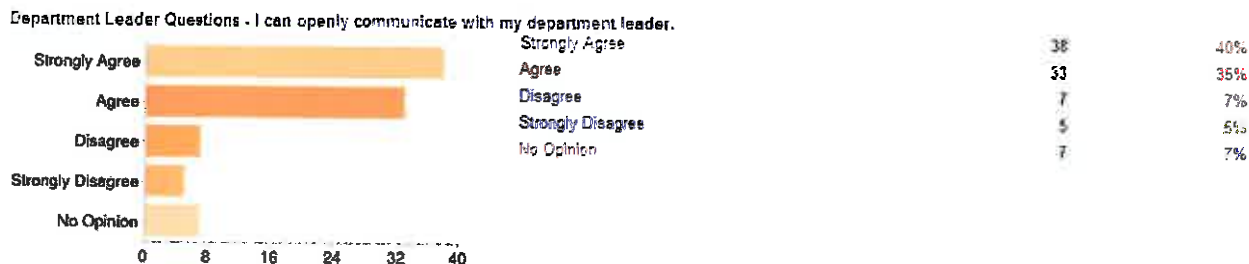 Department Leader Questions - I can openly communicate with my department leader.
Strongly Agree
Agree
Disagree
Strongly Disagree
No Opinion
0 8 16 24 32 40
Strongly Agree 38 40%
Agree 33 35%
Disagree 7 7%
Strongly Disagree 5 5%
No Opinion 7 7%